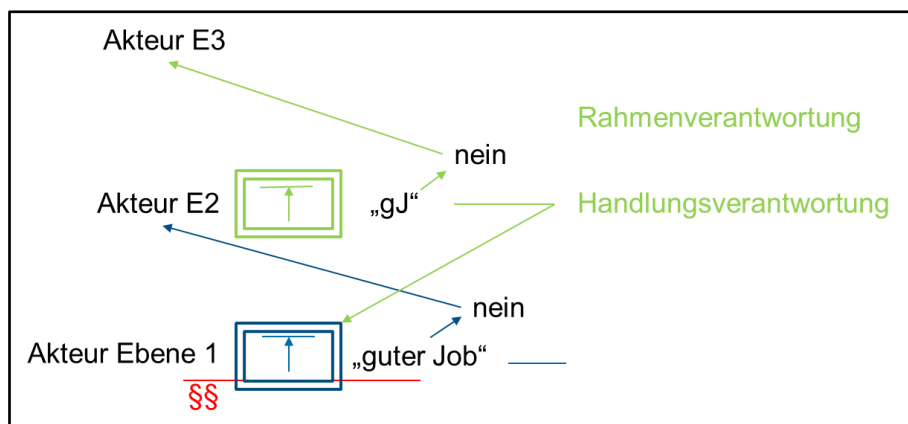 Akteur E3
Rahmenverantwortung
nein
Akteur E2
„gJ“
Handlungsverantwortung
nein
Akteur Ebene 1
„guter Job“
§§